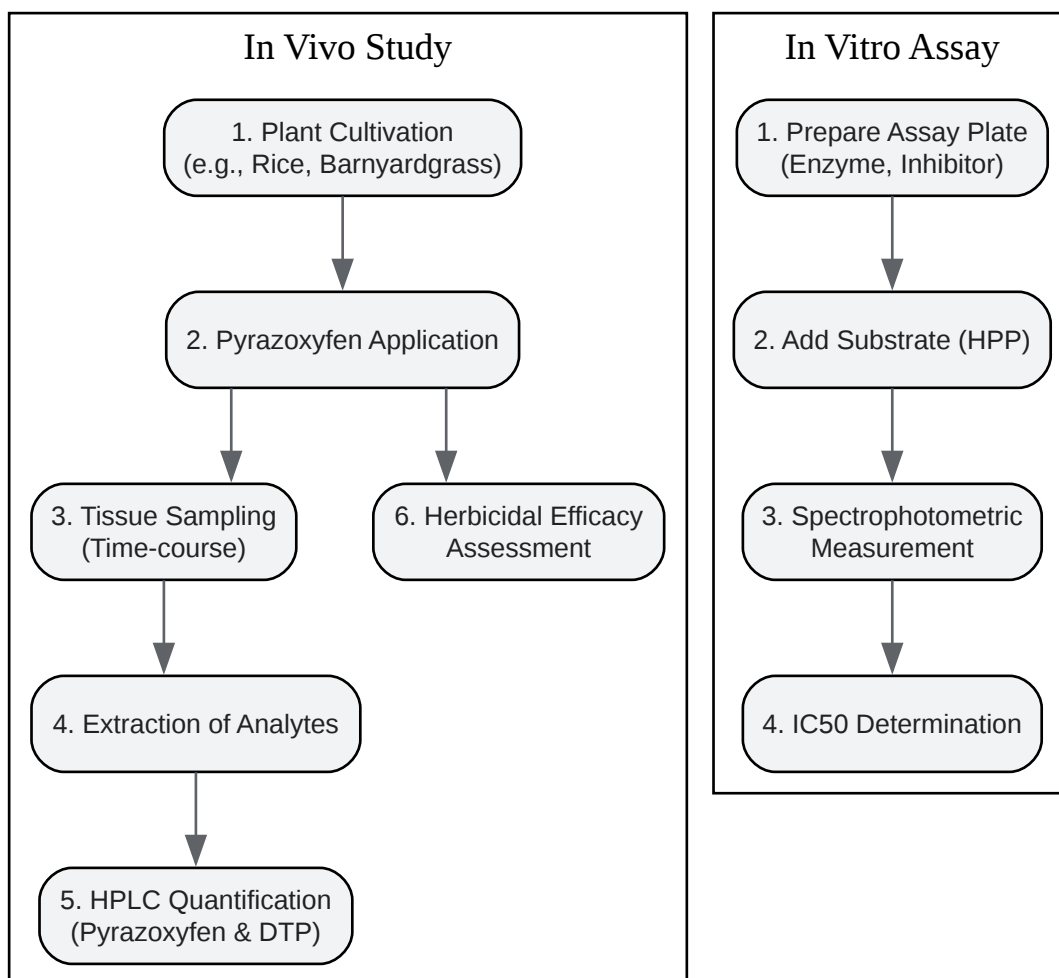 In Vivo Study
1. Plant Cultivation
(e.g., Rice, Barnyardgrass)
2. Pyrazoxyfen Application
3. Tissue Sampling
(Time-course)
6. Herbicidal Efficacy
Assessment
4. Extraction of Analytes
5. HPLC Quantification
(Pyrazoxyfen & DTP)
In Vitro Assay
1. Prepare Assay Plate
(Enzyme, Inhibitor)
2. Add Substrate (HPP)
3. Spectrophotometric
Measurement
4. IC50 Determination